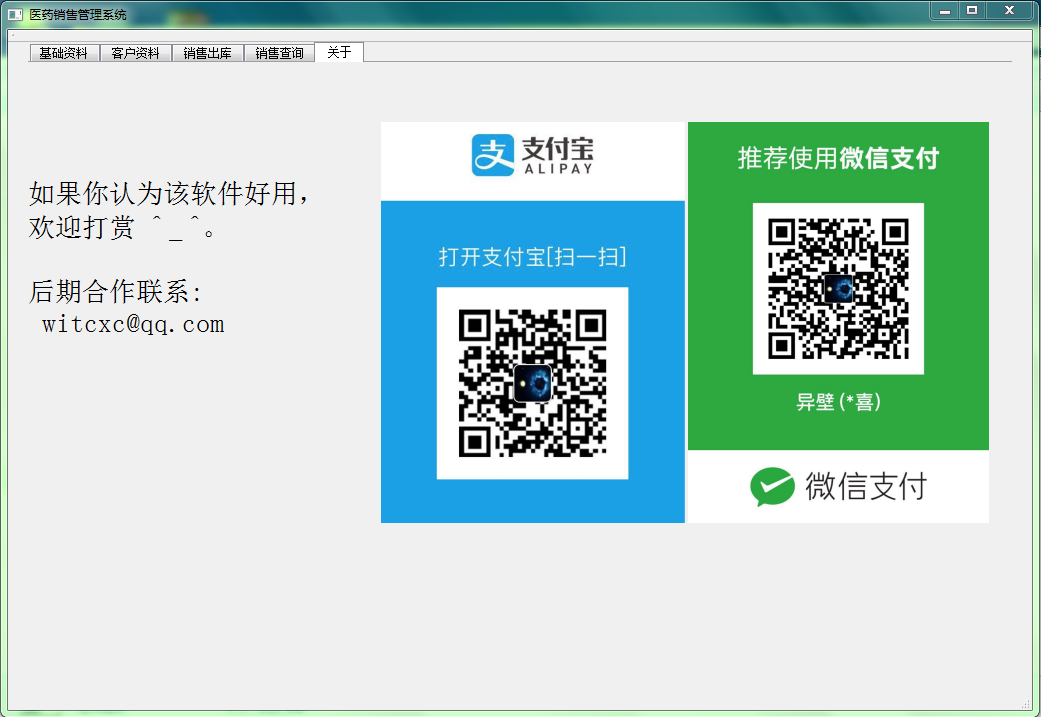 医药销售管理系统
基础资料 客户资料 销售出库 销售查询 关于
如果你认为该软件好用，
欢迎打赏 ^_^。
后期合作联系:
witcxc@qq.com
支付宝
ALIPAY
打开支付宝[扫一扫]
推荐使用微信支付
异壁(*喜)
微信支付